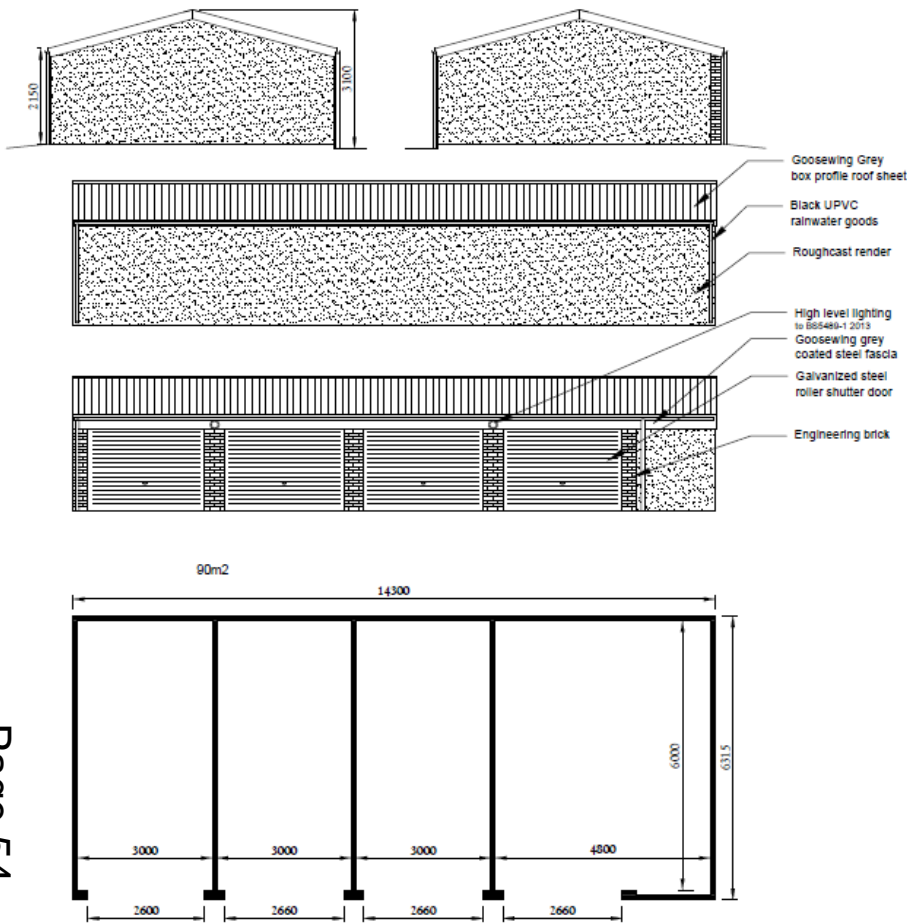 2150
3100
Goosewing Grey
box profile roof sheet
Black UPVC
rainwater goods
Roughcast render
High level lighting
to BS5489-1 2013
Goosewing grey
coated steel fascia
Galvanized steel
roller shutter door
Engineering brick
90m2
14300
6000
6315
3000
3000
3000
4800
2600
2660
2660
2660